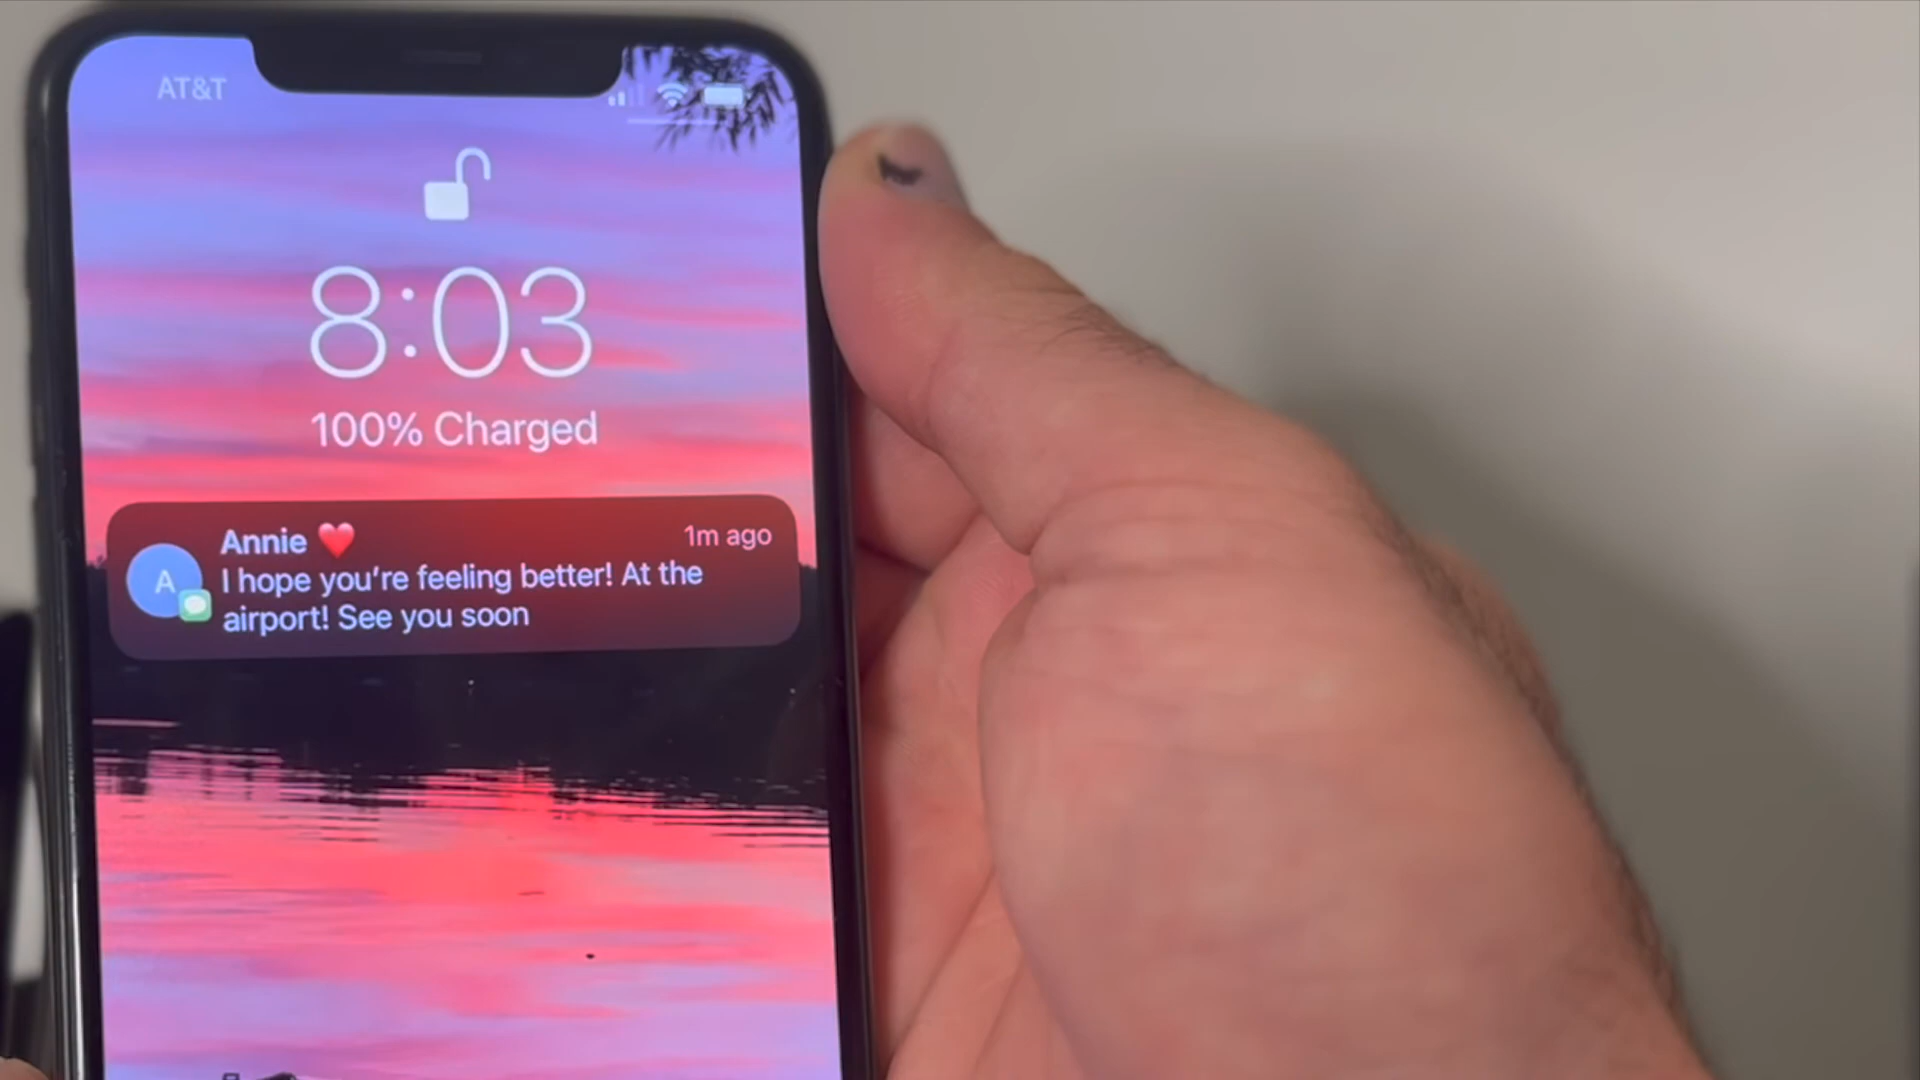 AT&T
8:03
100% Charged
Annie ❤️ 1m ago
A
I hope you're feeling better! At the
airport! See you soon